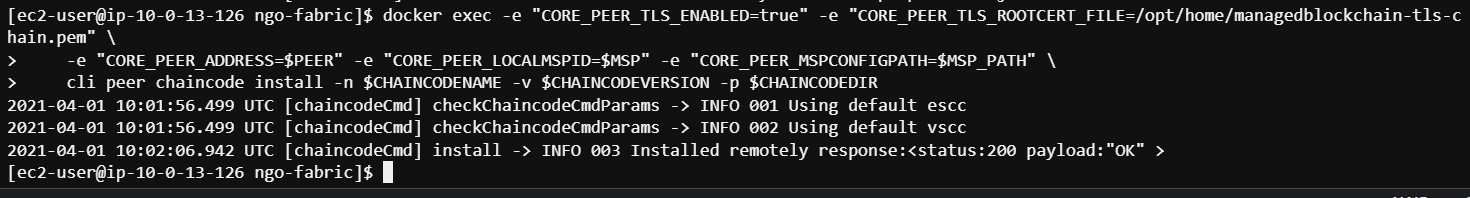 [ec2-user@ip-10-0-13-126 ngo-fabric]$ docker exec -e "CORE_PEER_TLS_ENABLED=true" -e "CORE_PEER_TLS_ROOTCERT_FILE=/opt/home/managedblockchain-tls-c
hain.pem" \
>     -e "CORE_PEER_ADDRESS=$PEER" -e "CORE_PEER_LOCALMSPID=$MSP" -e "CORE_PEER_MSPCONFIGPATH=$MSP_PATH" \
>     cli peer chaincode install -n $CHAINCODENAME -v $CHAINCODEVERSION -p $CHAINCODEDIR
2021-04-01 10:01:56.499 UTC [chaincodeCmd] checkChaincodeCmdParams -> INFO 001 Using default escc
2021-04-01 10:01:56.499 UTC [chaincodeCmd] checkChaincodeCmdParams -> INFO 002 Using default vscc
2021-04-01 10:02:06.942 UTC [chaincodeCmd] install -> INFO 003 Installed remotely response:<status:200 payload:"OK" >
[ec2-user@ip-10-0-13-126 ngo-fabric]$